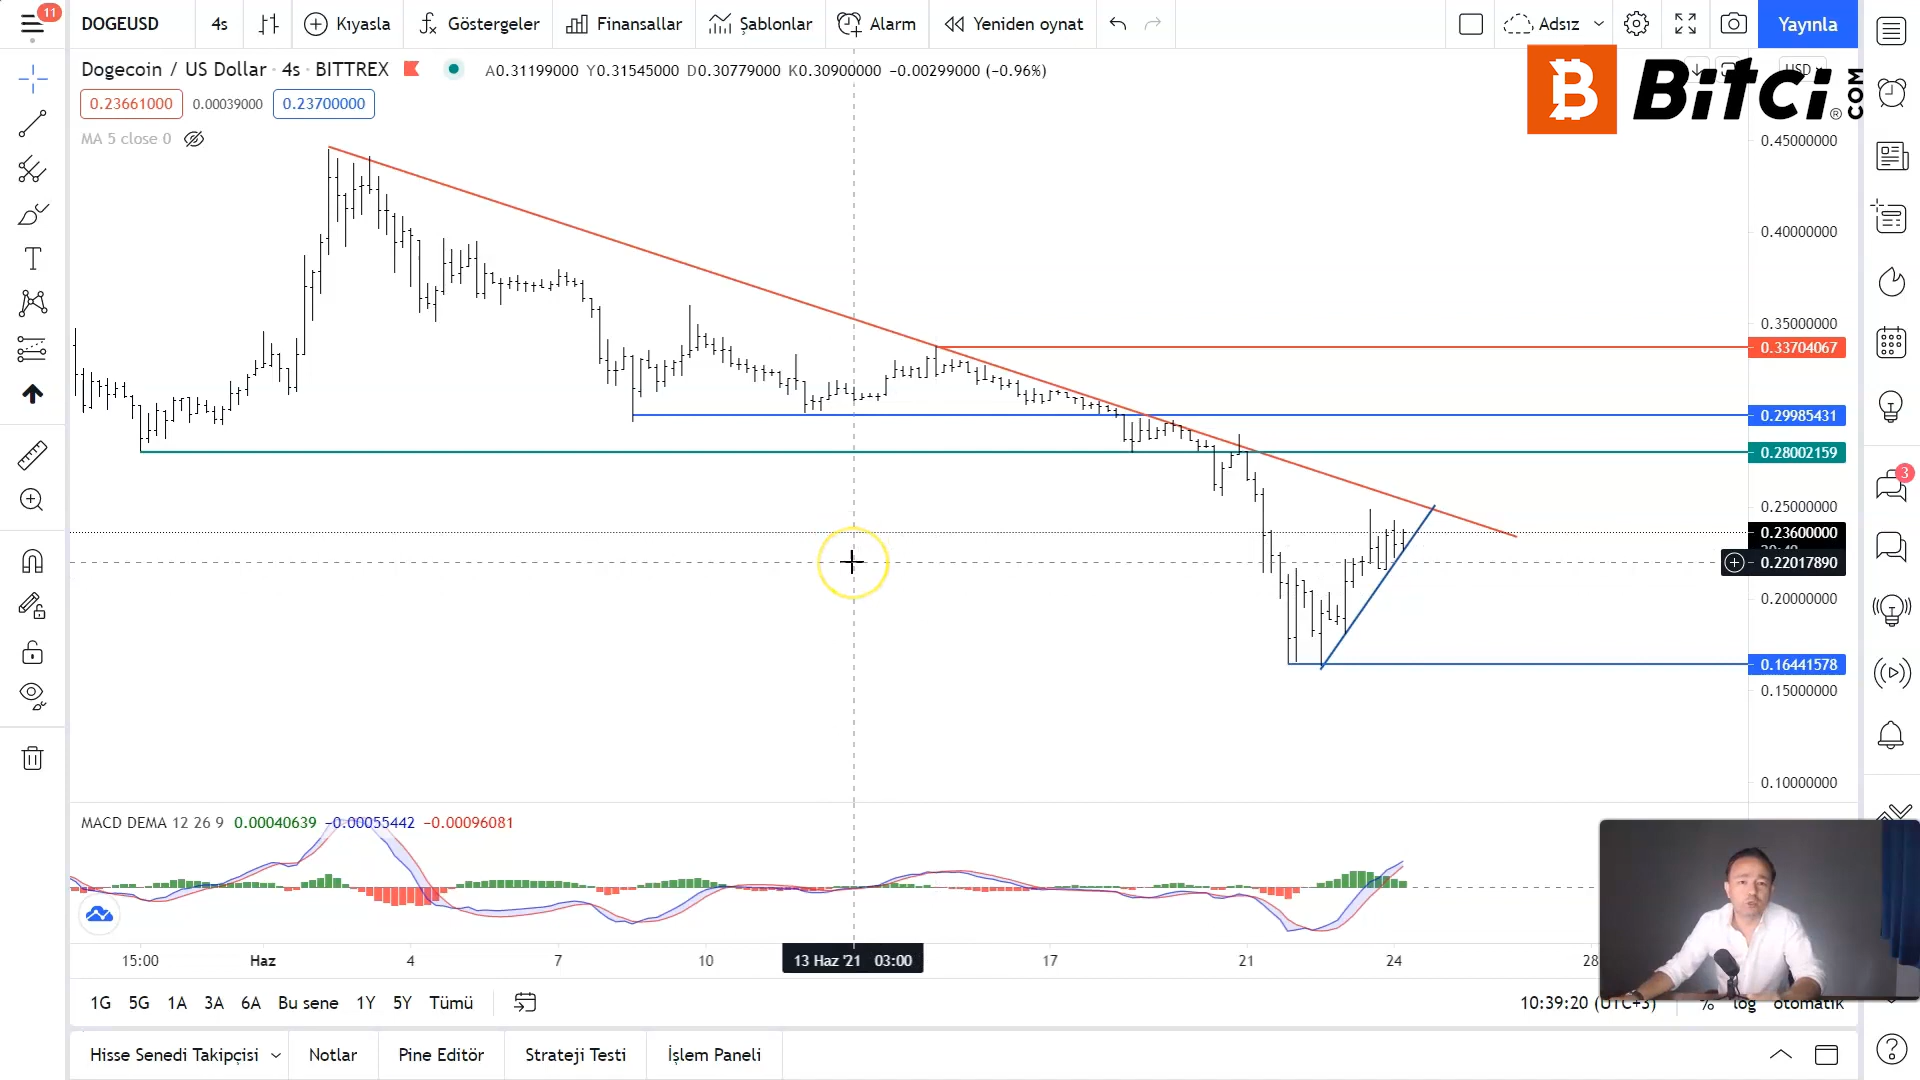 11
DOGEUSD 4s Kıyasla Göstergeler Finansallar Şablonlar Alarm Yeniden oynat Adsız Yayınla
Dogecoin / US Dollar · 4s · BITTREX A0.31199000 Y0.31545000 D0.30779000 K0.30900000 −0.00299000 (−0.96%)
USD
Bitci.com ®
0.23661000 0.00039000 0.23700000
MA 5 close 0
0.45000000
0.40000000
0.35000000
0.33704067
0.29985431
0.28002159
0.25000000
0.23600000
0.22017890
0.20000000
0.16441578
0.15000000
0.10000000
3
MACD DEMA 12 26 9 0.00040639 −0.00055442 −0.00096081
15:00 Haz 4 7 10 13 Haz '21 03:00 17 21 24 28
1G 5G 1A 3A 6A Bu sene 1Y 5Y Tümü 10:39:20 (UTC+3) % log otomatik
Hisse Senedi Takipçisi Notlar Pine Editör Strateji Testi İşlem Paneli